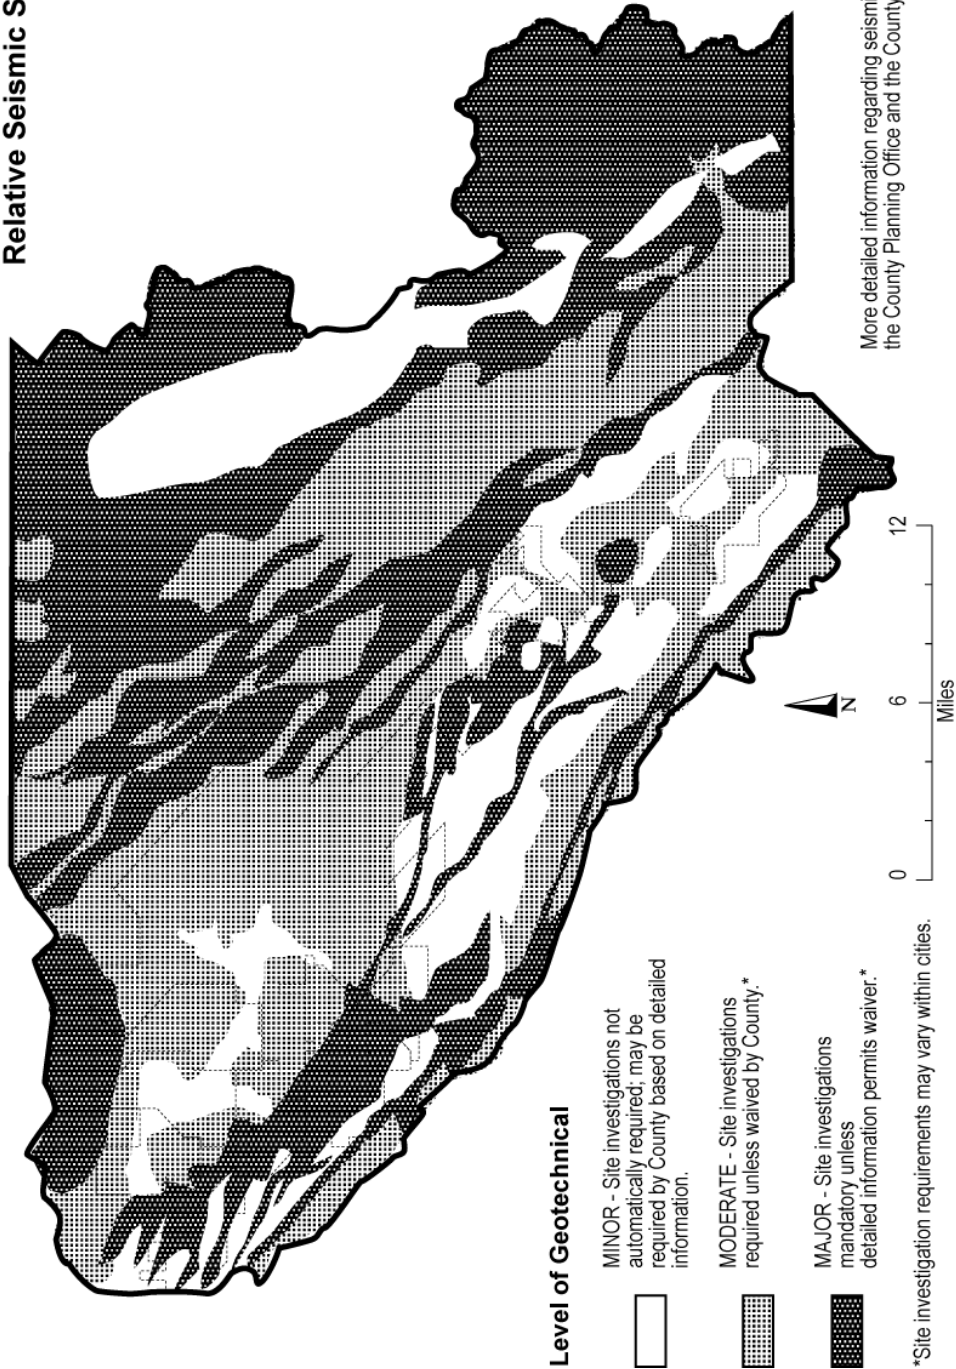 Relative Seismic S
Level of Geotechnical
MINOR - Site investigations not
automatically required; may be
required by County based on detailed
information.
MODERATE - Site investigations
required unless waived by County.*
MAJOR - Site investigations
mandatory unless
detailed information permits waiver.*
*Site investigation requirements may vary within cities.
N
0
6
12
Miles
More detailed information regarding seismi
the County Planning Office and the County